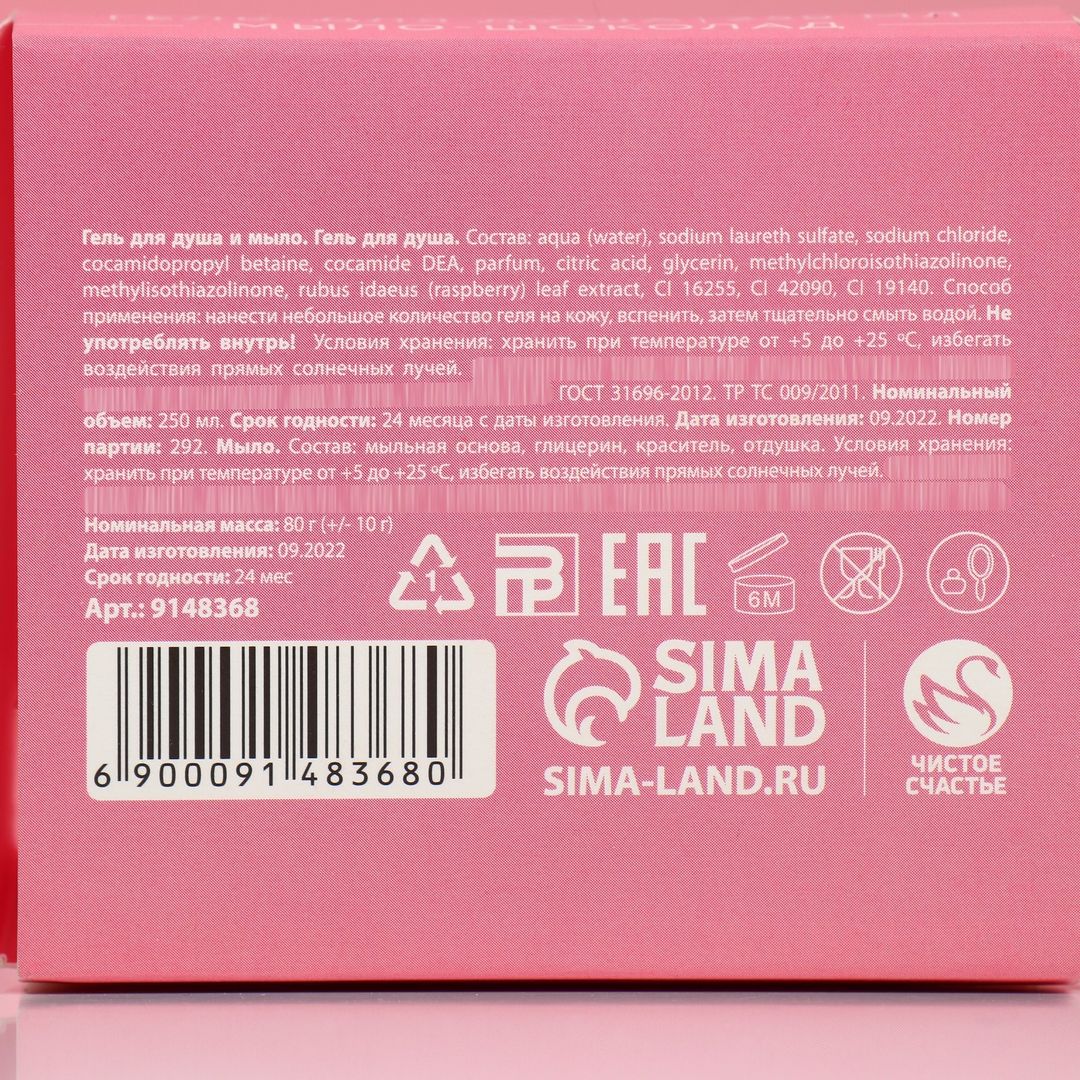 МЫЛО ШОКОЛАД
Гель для душа и мыло. Гель для душа. Состав: aqua (water), sodium laureth sulfate, sodium chloride,
cocamidopropyl betaine, cocamide DEA, parfum, citric acid, glycerin, methylchloroisothiazolinone,
methylisothiazolinone, rubus idaeus (raspberry) leaf extract, CI 16255, CI 42090, CI 19140. Способ
применения: нанести небольшое количество геля на кожу, вспенить, затем тщательно смыть водой. Не
употреблять внутрь! Условия хранения: хранить при температуре от +5 до +25 ºС, избегать
воздействия прямых солнечных лучей.
ГОСТ 31696-2012. ТР ТС 009/2011. Номинальный
объем: 250 мл. Срок годности: 24 месяца с даты изготовления. Дата изготовления: 09.2022. Номер
партии: 292. Мыло. Состав: мыльная основа, глицерин, краситель, отдушка. Условия хранения:
хранить при температуре от +5 до +25 ºС, избегать воздействия прямых солнечных лучей.
Номинальная масса: 80 г (+/- 10 г)
Дата изготовления: 09.2022
Срок годности: 24 мес
Арт.: 9148368
1
EAC
6M
6 900091 483680
SIMA
LAND
SIMA-LAND.RU
ЧИСТОЕ
СЧАСТЬЕ